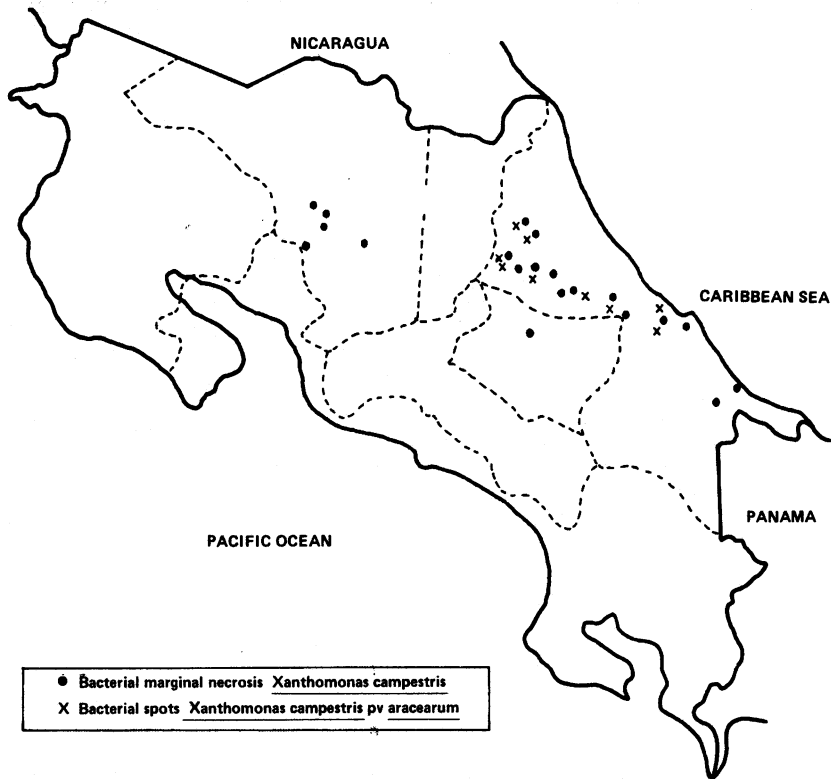 NICARAGUA
CARIBBEAN SEA
PANAMA
PACIFIC OCEAN
Bacterial marginal necrosis Xanthomonas campestris
X Bacterial spots Xanthomonas campestris pv aracearum